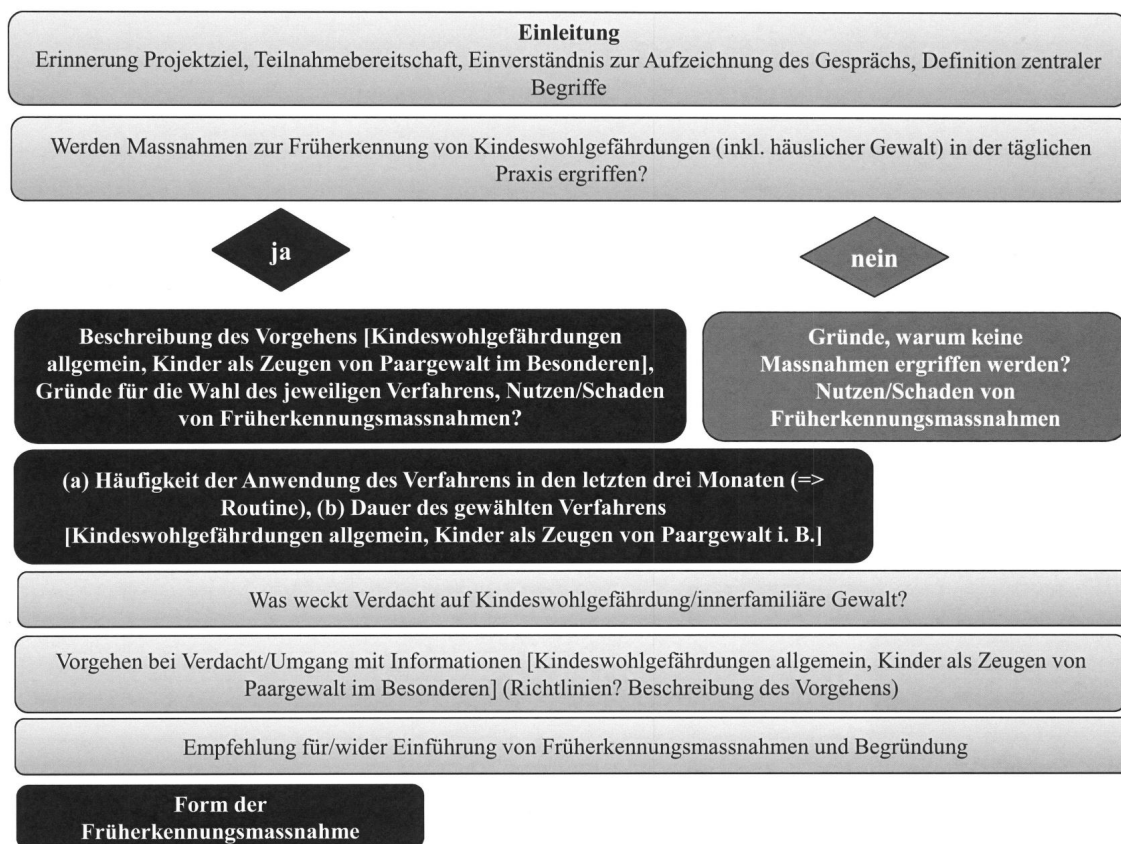 Einleitung
Erinnerung Projektziel, Teilnahmebereitschaft, Einverständnis zur Aufzeichnung des Gesprächs, Definition zentraler
Begriffe
Werden Massnahmen zur Früherkennung von Kindeswohlgefährdungen (inkl. häuslicher Gewalt) in der täglichen
Praxis ergriffen?
ja
nein
Beschreibung des Vorgehens [Kindeswohlgefährdungen
allgemein, Kinder als Zeugen von Paargewalt im Besonderen],
Gründe für die Wahl des jeweiligen Verfahrens, Nutzen/Schaden
von Früherkennungsmassnahmen?
Gründe, warum keine
Massnahmen ergriffen werden?
Nutzen/Schaden von
Früherkennungsmassnahmen
(a) Häufigkeit der Anwendung des Verfahrens in den letzten drei Monaten (=>
Routine), (b) Dauer des gewählten Verfahrens
[Kindeswohlgefährdungen allgemein, Kinder als Zeugen von Paargewalt i. B.]
Was weckt Verdacht auf Kindeswohlgefährdung/innerfamiliäre Gewalt?
Vorgehen bei Verdacht/Umgang mit Informationen [Kindeswohlgefährdungen allgemein, Kinder als Zeugen von
Paargewalt im Besonderen] (Richtlinien? Beschreibung des Vorgehens)
Empfehlung für/wider Einführung von Früherkennungsmassnahmen und Begründung
Form der
Früherkennungsmassnahme